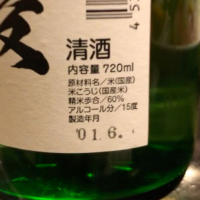 清酒
内容量 720ml
原材料名／米（国産）
米こうじ（国産米）
精米歩合／60%
アルコール分／15度
製造年月
01.6.